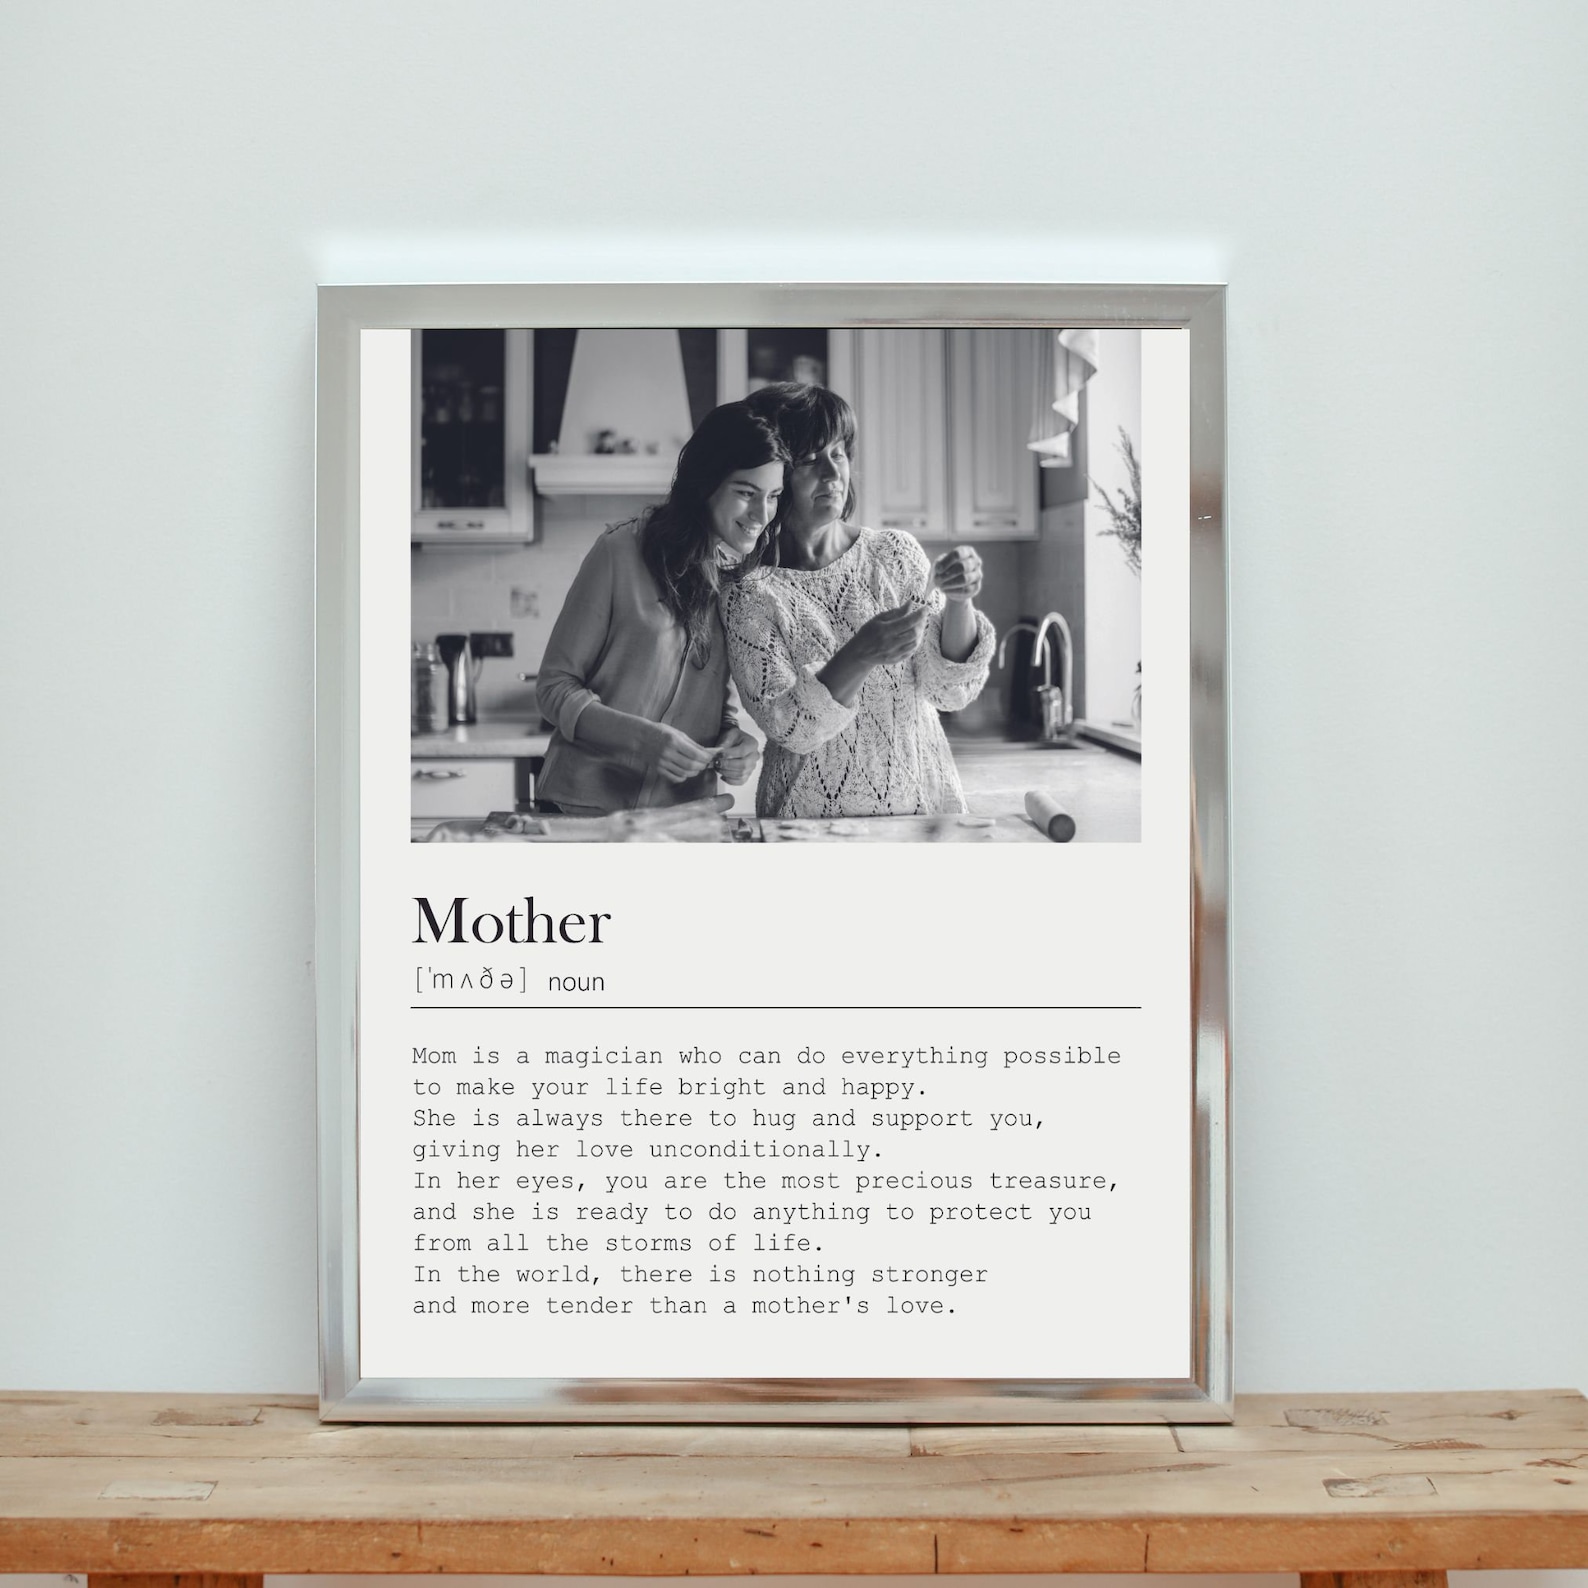 Mother
[ˈmʌðə] noun
Mom is a magician who can do everything possible
to make your life bright and happy.
She is always there to hug and support you,
giving her love unconditionally.
In her eyes, you are the most precious treasure,
and she is ready to do anything to protect you
from all the storms of life.
In the world, there is nothing stronger
and more tender than a mother's love.